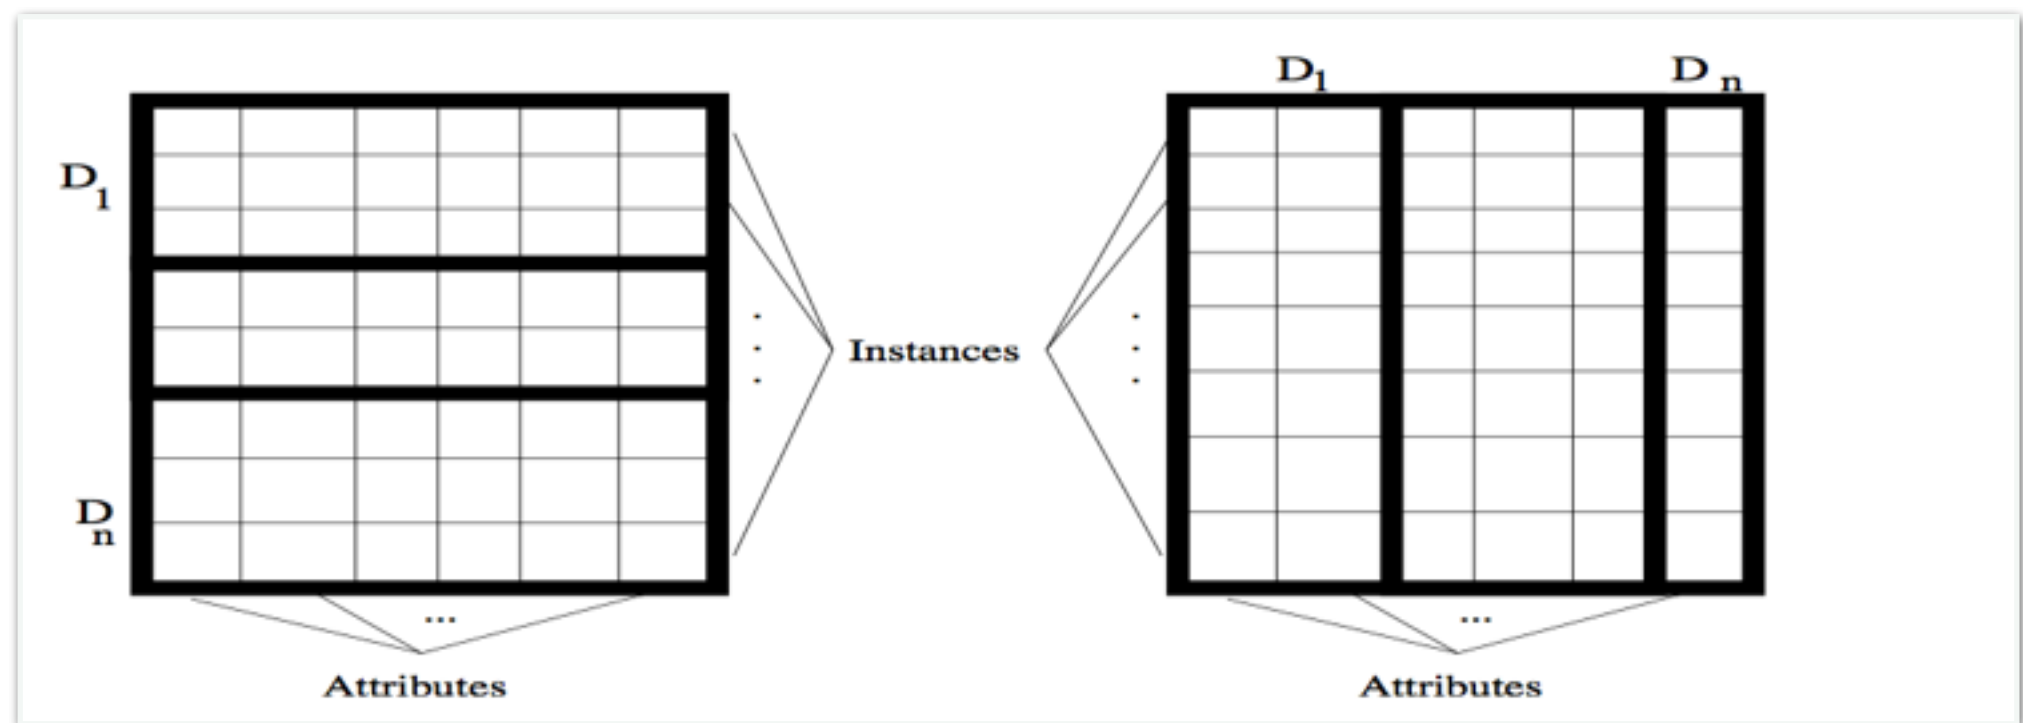 D1
D n
D1
Instances
Dn
...
...
Attributes
Attributes